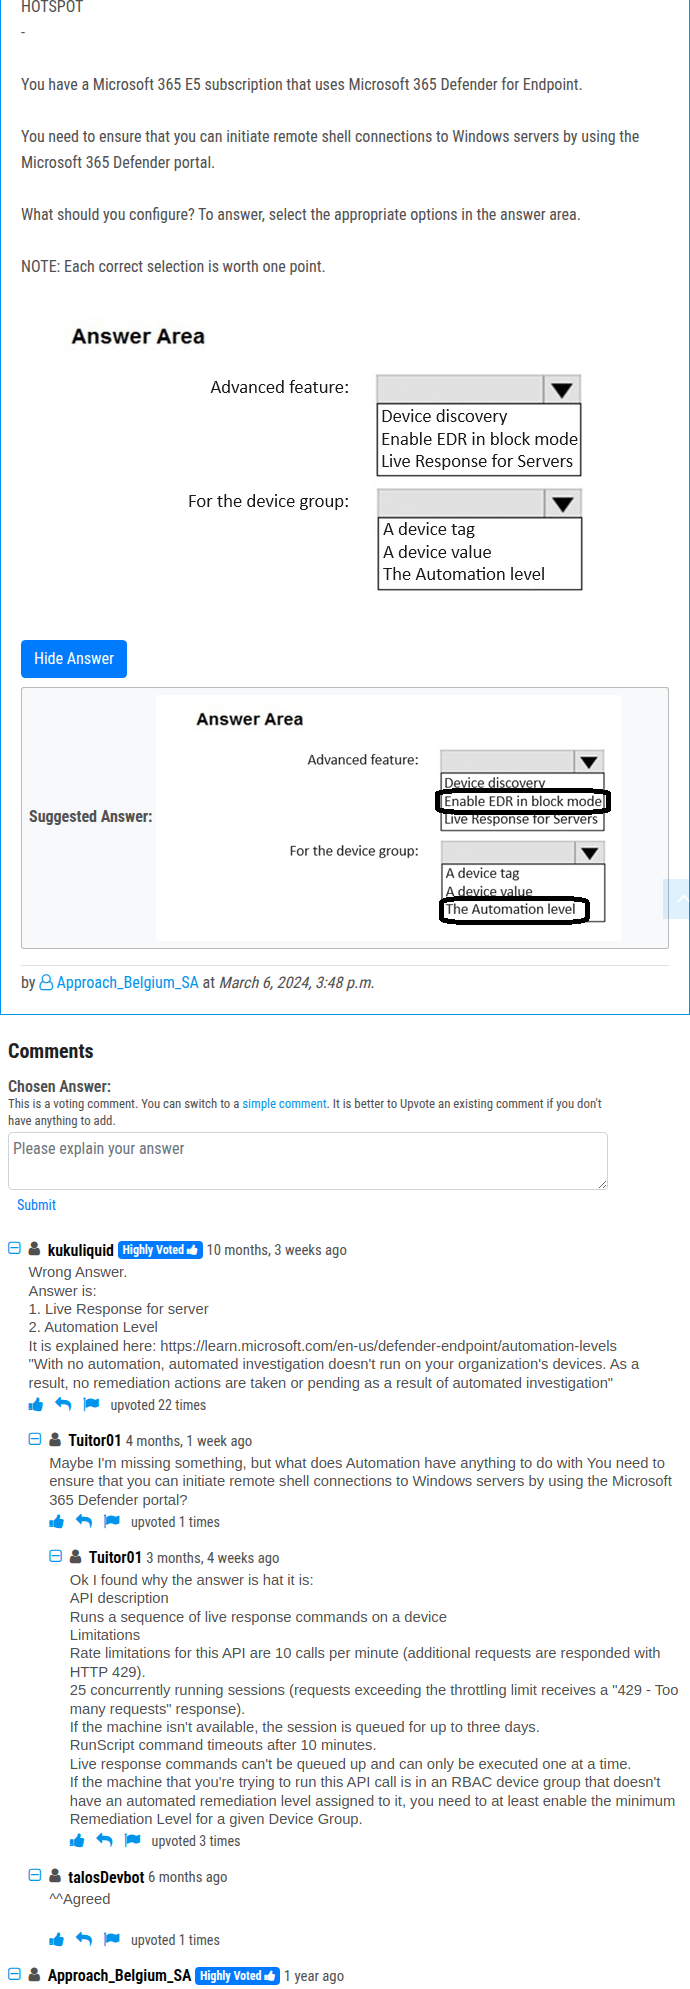 HOTSPOT
-
You have a Microsoft 365 E5 subscription that uses Microsoft 365 Defender for Endpoint.
You need to ensure that you can initiate remote shell connections to Windows servers by using the
Microsoft 365 Defender portal.
What should you configure? To answer, select the appropriate options in the answer area.
NOTE: Each correct selection is worth one point.
Answer Area
Advanced feature:
Device discovery
Enable EDR in block mode
Live Response for Servers
For the device group:
A device tag
A device value
The Automation level
Hide Answer
Suggested Answer:
Answer Area
Advanced feature:
Device discovery
Enable EDR in block mode
Live Response for Servers
For the device group:
A device tag
A device value
The Automation level
by Approach_Belgium_SA at March 6, 2024, 3:48 p.m.
Comments
Chosen Answer:
This is a voting comment. You can switch to a simple comment. It is better to Upvote an existing comment if you don't
have anything to add.
Please explain your answer
Submit
kukuliquid Highly Voted 10 months, 3 weeks ago
Wrong Answer.
Answer is:
1. Live Response for server
2. Automation Level
It is explained here: https://learn.microsoft.com/en-us/defender-endpoint/automation-levels
"With no automation, automated investigation doesn't run on your organization's devices. As a
result, no remediation actions are taken or pending as a result of automated investigation"
upvoted 22 times
Tuitor01 4 months, 1 week ago
Maybe I'm missing something, but what does Automation have anything to do with You need to
ensure that you can initiate remote shell connections to Windows servers by using the Microsoft
365 Defender portal?
upvoted 1 times
Tuitor01 3 months, 4 weeks ago
Ok I found why the answer is hat it is:
API description
Runs a sequence of live response commands on a device
Limitations
Rate limitations for this API are 10 calls per minute (additional requests are responded with
HTTP 429).
25 concurrently running sessions (requests exceeding the throttling limit receives a "429 - Too
many requests" response).
If the machine isn't available, the session is queued for up to three days.
RunScript command timeouts after 10 minutes.
Live response commands can't be queued up and can only be executed one at a time.
If the machine that you're trying to run this API call is in an RBAC device group that doesn't
have an automated remediation level assigned to it, you need to at least enable the minimum
Remediation Level for a given Device Group.
upvoted 3 times
talosDevbot 6 months ago
^^Agreed
upvoted 1 times
Approach_Belgium_SA Highly Voted 1 year ago